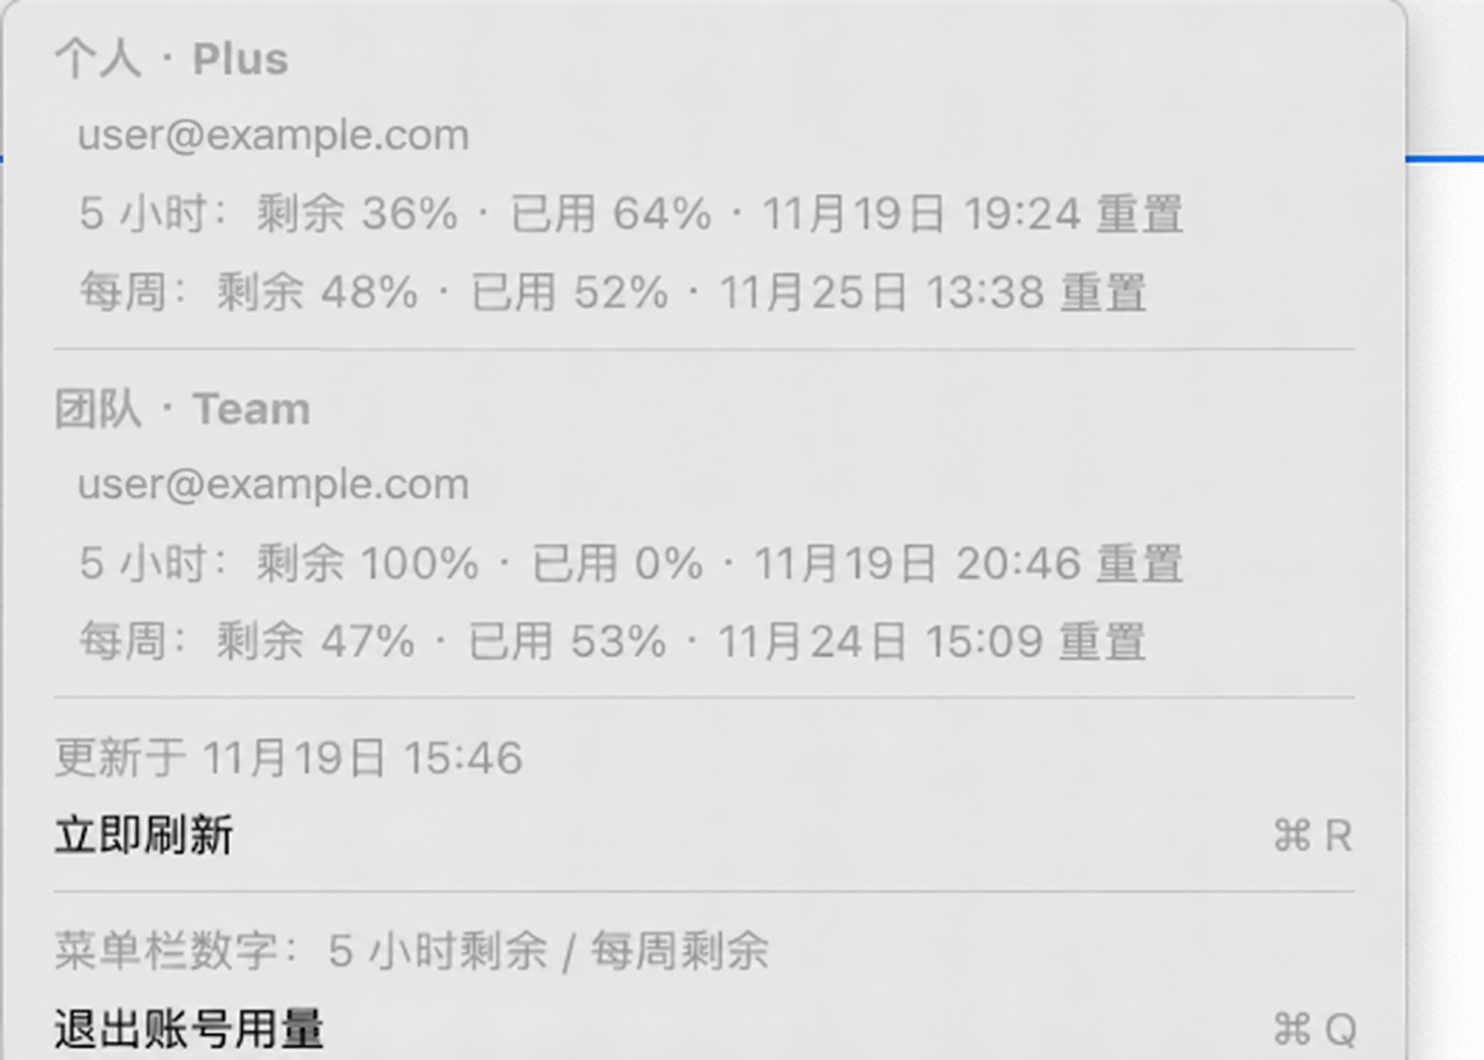 个人 · Plus
user@example.com
5 小时：剩余 36% · 已用 64% · 11月19日 19:24 重置
每周：剩余 48% · 已用 52% · 11月25日 13:38 重置
团队 · Team
user@example.com
5 小时：剩余 100% · 已用 0% · 11月19日 20:46 重置
每周：剩余 47% · 已用 53% · 11月24日 15:09 重置
更新于 11月19日 15:46
立即刷新 ⌘ R
菜单栏数字：5 小时剩余 / 每周剩余
退出账号用量 ⌘ Q